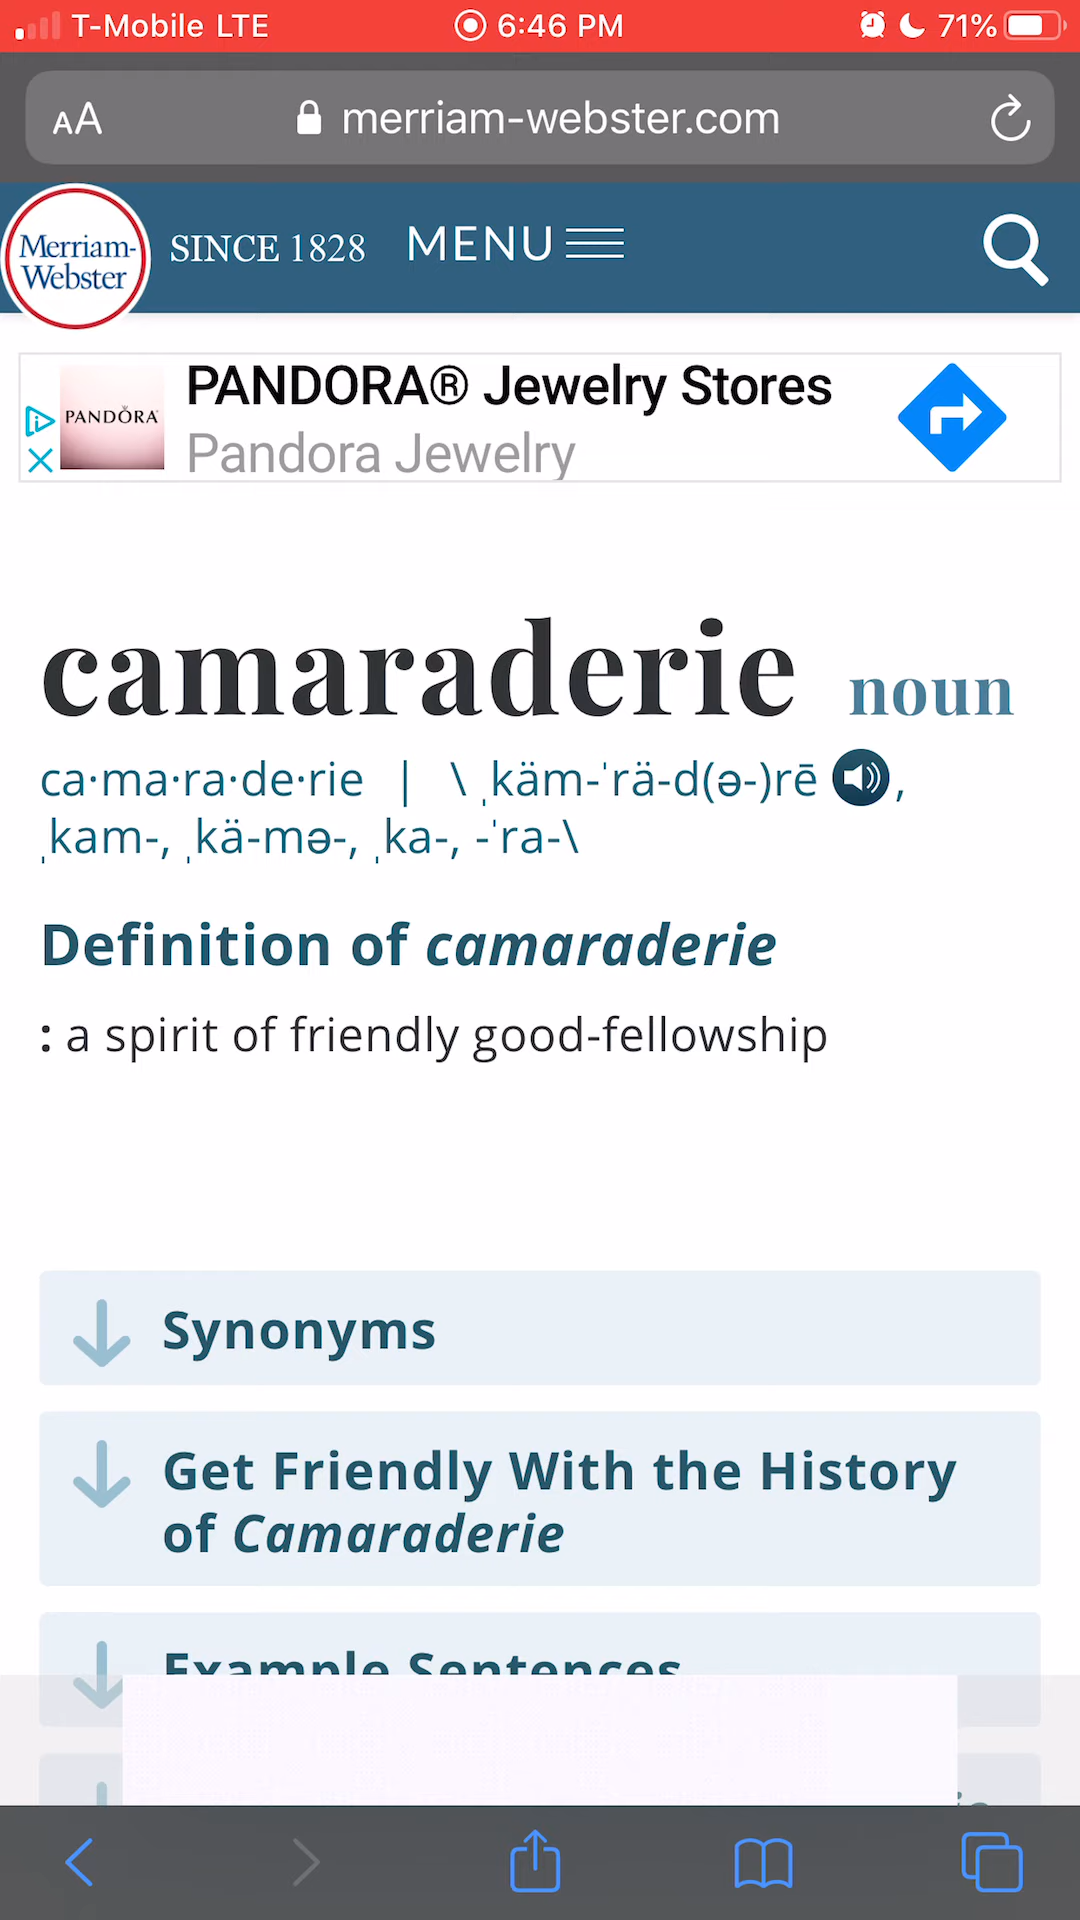 T-Mobile LTE 6:46 PM 71%
AA merriam-webster.com
Merriam-
Webster
SINCE 1828 MENU
PANDORA
PANDORA® Jewelry Stores
Pandora Jewelry
camaraderie noun
ca·ma·ra·de·rie | \ ˌkäm-ˈrä-d(ə-)rē ,
ˌkam-, ˌkä-mə-, ˌka-, -ˈra-\
Definition of camaraderie
: a spirit of friendly good-fellowship
Synonyms
Get Friendly With the History
of Camaraderie
Example Sentences